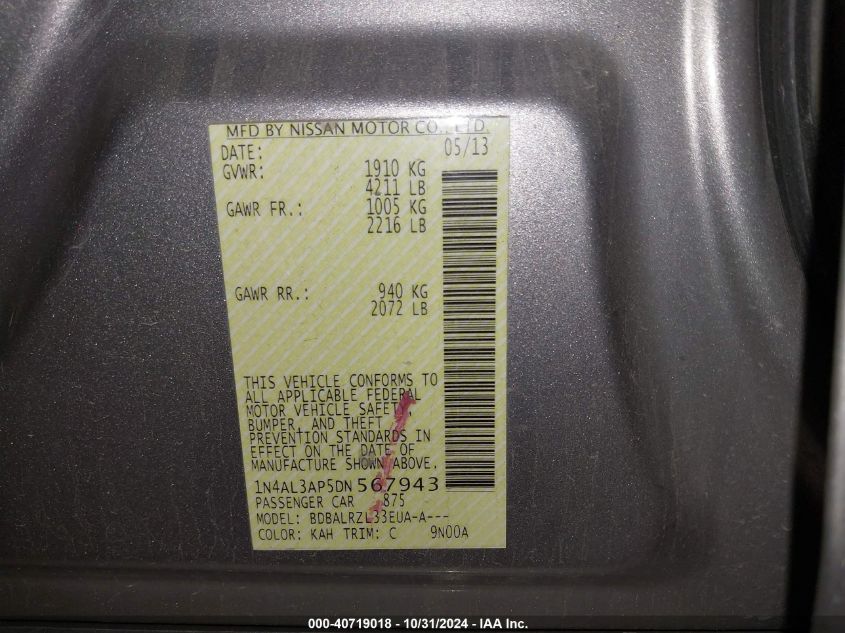 MFD BY NISSAN MOTOR CO., LTD.
DATE: 05/13
GVWR: 1910 KG
4211 LB
GAWR FR.: 1005 KG
2216 LB
GAWR RR.: 940 KG
2072 LB
THIS VEHICLE CONFORMS TO
ALL APPLICABLE FEDERAL
MOTOR VEHICLE SAFETY,
BUMPER, AND THEFT
PREVENTION STANDARDS IN
EFFECT ON THE DATE OF
MANUFACTURE SHOWN ABOVE.
1N4AL3AP5DN 567943
PASSENGER CAR 875
MODEL: BDBALRZL33EUA-A---
COLOR: KAH TRIM: C 9N00A
000-40719018 - 10/31/2024 - IAA Inc.